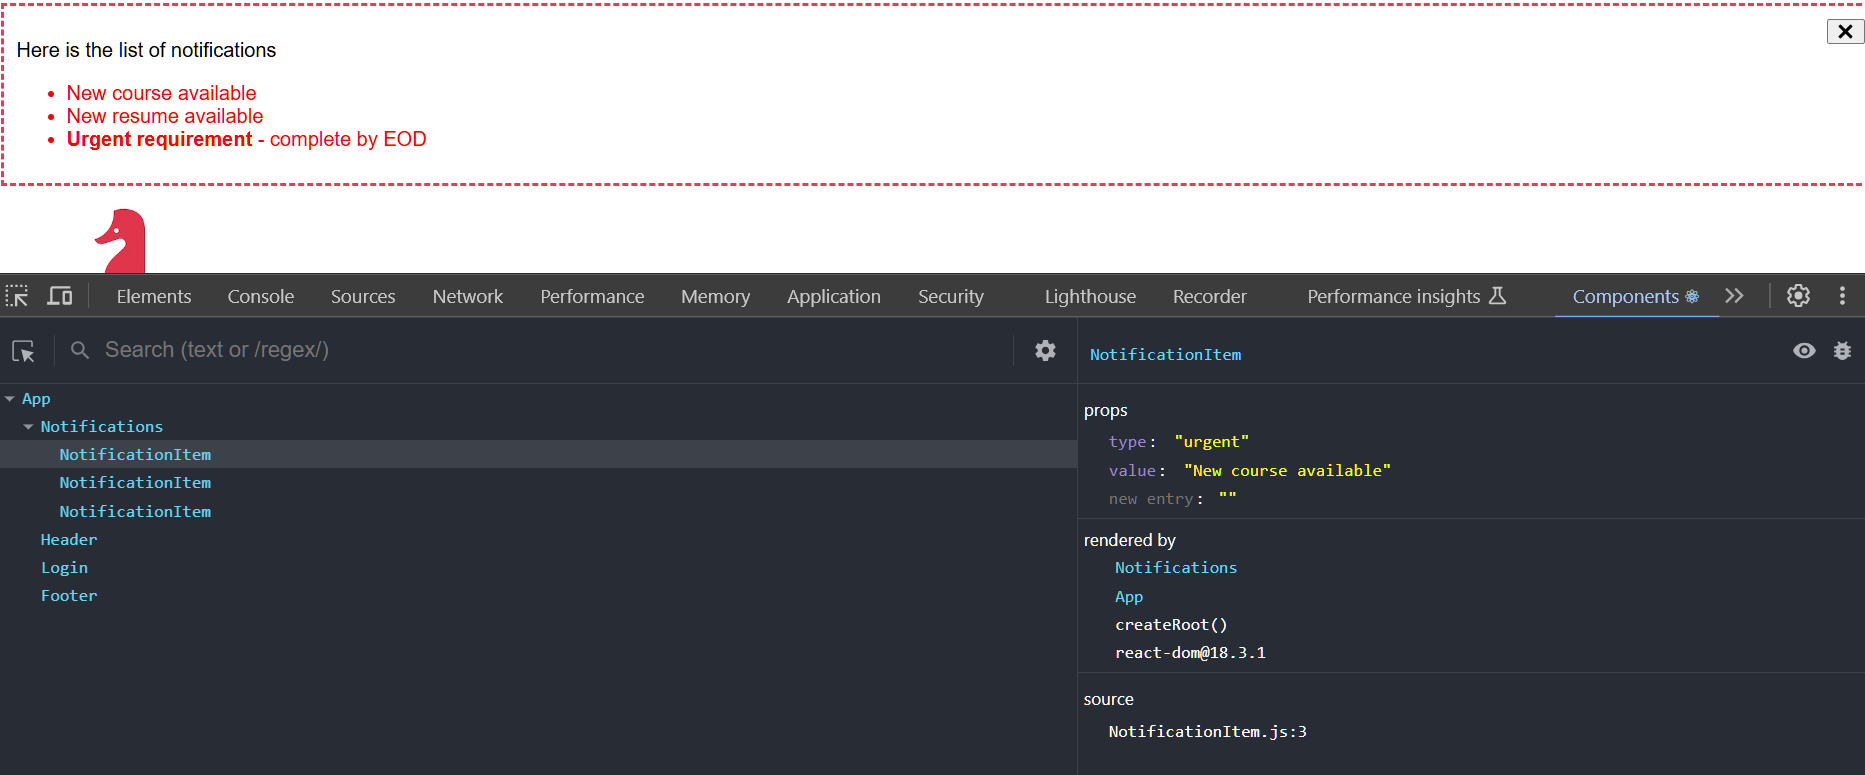 Here is the list of notifications
New course available
New resume available
Urgent requirement - complete by EOD
Elements Console Sources Network Performance Memory Application Security Lighthouse Recorder Performance insights Components
Search (text or /regex/)
App
Notifications
NotificationItem
NotificationItem
NotificationItem
Header
Login
Footer
NotificationItem
props
type: "urgent"
value: "New course available"
new entry: ""
rendered by
Notifications
App
createRoot()
react-dom@18.3.1
source
NotificationItem.js:3